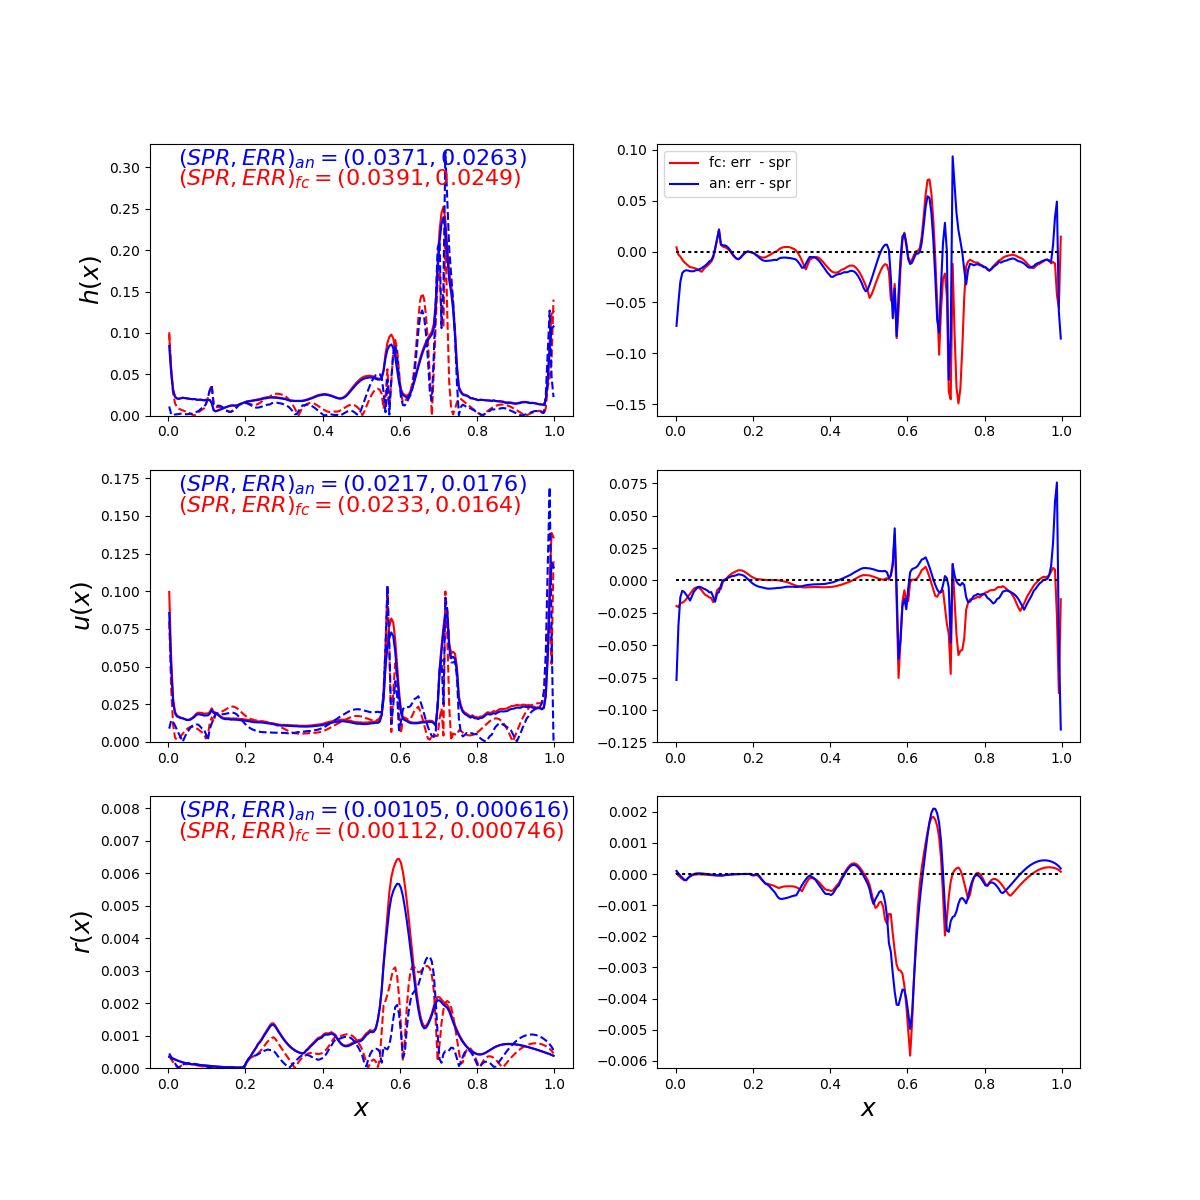 (SPR, ERR)an = (0.0371, 0.0263)
(SPR, ERR)fc = (0.0391, 0.0249)
0.30
0.25
0.20
0.15
0.10
0.05
0.00
h(x)
0.0 0.2 0.4 0.6 0.8 1.0
fc: err - spr
an: err - spr
0.10
0.05
0.00
−0.05
−0.10
−0.15
0.0 0.2 0.4 0.6 0.8 1.0
(SPR, ERR)an = (0.0217, 0.0176)
(SPR, ERR)fc = (0.0233, 0.0164)
0.175
0.150
0.125
0.100
0.075
0.050
0.025
0.000
u(x)
0.0 0.2 0.4 0.6 0.8 1.0
0.075
0.050
0.025
0.000
−0.025
−0.050
−0.075
−0.100
−0.125
0.0 0.2 0.4 0.6 0.8 1.0
(SPR, ERR)an = (0.00105, 0.000616)
(SPR, ERR)fc = (0.00112, 0.000746)
0.008
0.007
0.006
0.005
0.004
0.003
0.002
0.001
0.000
r(x)
0.0 0.2 0.4 0.6 0.8 1.0
x
0.002
0.001
0.000
−0.001
−0.002
−0.003
−0.004
−0.005
−0.006
0.0 0.2 0.4 0.6 0.8 1.0
x